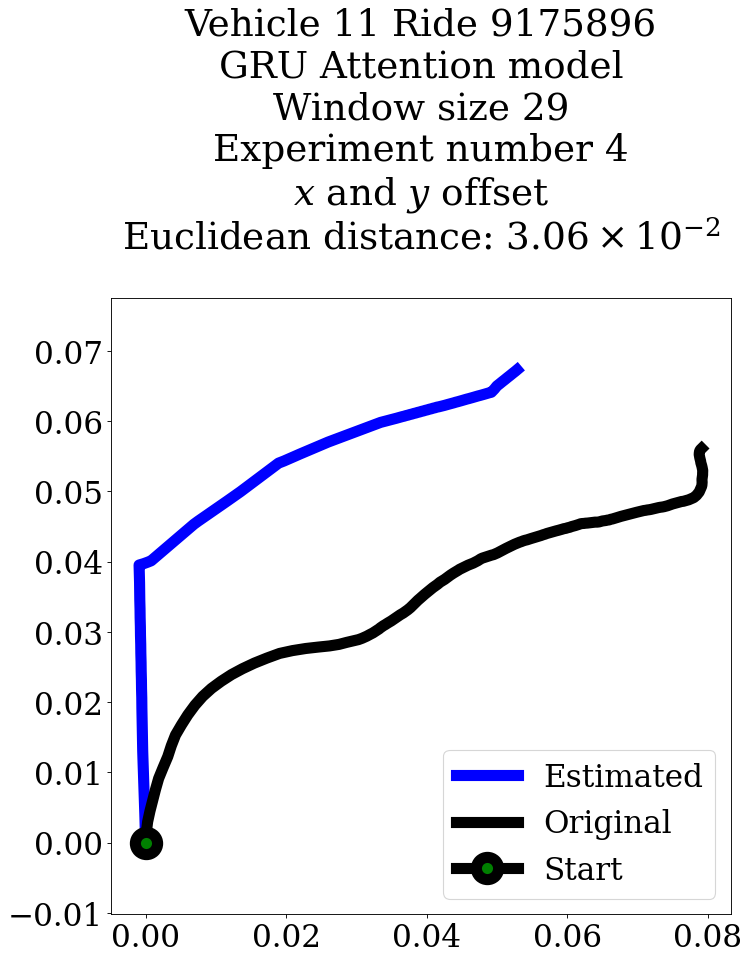 Vehicle 11 Ride 9175896
GRU Attention model
Window size 29
Experiment number 4
x and y offset
Euclidean distance: 3.06 × 10⁻²
0.07
0.06
0.05
0.04
0.03
0.02
0.01
0.00
−0.01
Estimated
Original
Start
0.00 0.02 0.04 0.06 0.08